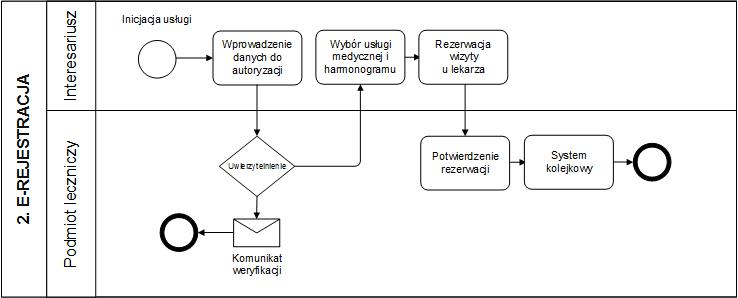 2. E-REJESTRACJA
Interesariusz
Inicjacja usługi
Wprowadzenie
danych do
autoryzacji
Wybór usługi
medycznej i
harmonogramu
Rezerwacja
wizyty
u lekarza
Podmiot leczniczy
Uwierzytelnienie
Potwierdzenie
rezerwacji
System
kolejkowy
Komunikat
weryfikacji